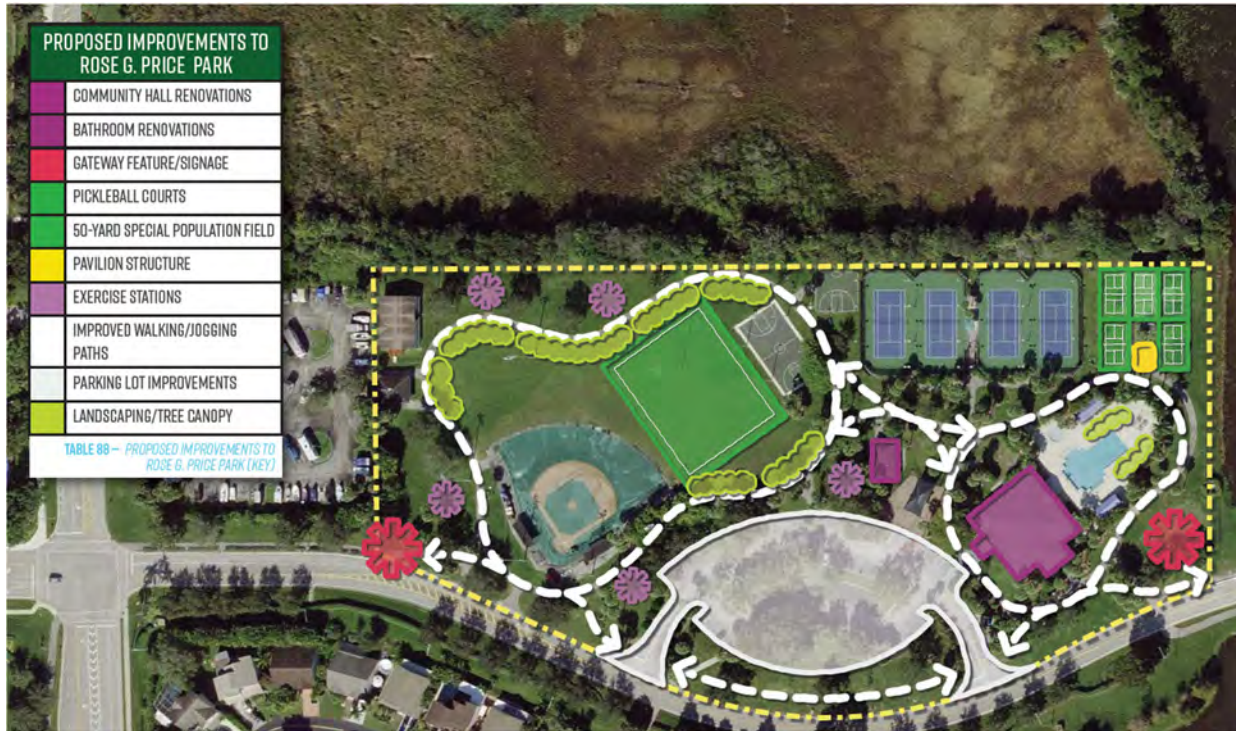 PROPOSED IMPROVEMENTS TO
ROSE G. PRICE PARK
COMMUNITY HALL RENOVATIONS
BATHROOM RENOVATIONS
GATEWAY FEATURE/SIGNAGE
PICKLEBALL COURTS
50-YARD SPECIAL POPULATION FIELD
PAVILION STRUCTURE
EXERCISE STATIONS
IMPROVED WALKING/JOGGING
PATHS
PARKING LOT IMPROVEMENTS
LANDSCAPING/TREE CANOPY
TABLE 88 – PROPOSED IMPROVEMENTS TO
ROSE G. PRICE PARK (KEY)